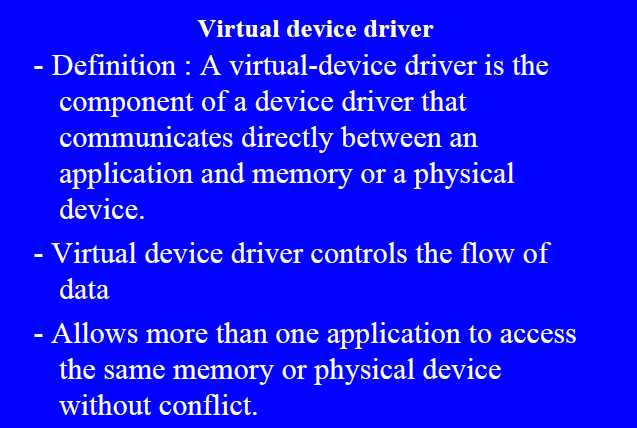 Virtual device driver
- Definition : A virtual-device driver is the
component of a device driver that
communicates directly between an
application and memory or a physical
device.
- Virtual device driver controls the flow of
data
- Allows more than one application to access
the same memory or physical device
without conflict.